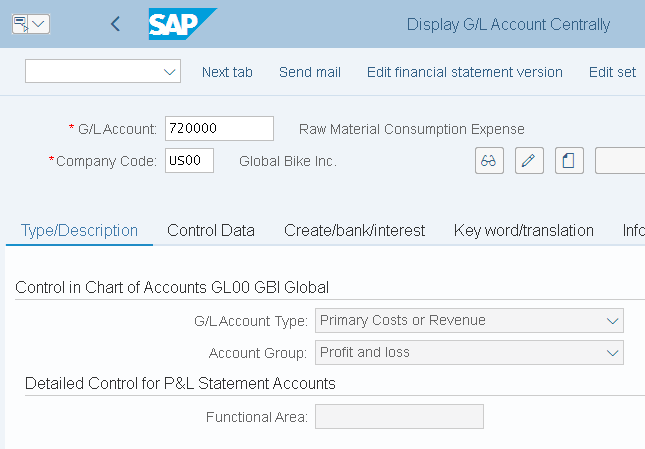 SAP
Display G/L Account Centrally
Next tab Send mail Edit financial statement version Edit set
* G/L Account: 720000 Raw Material Consumption Expense
* Company Code: US00 Global Bike Inc.
Type/Description Control Data Create/bank/interest Key word/translation Info
Control in Chart of Accounts GL00 GBI Global
G/L Account Type: Primary Costs or Revenue
Account Group: Profit and loss
Detailed Control for P&L Statement Accounts
Functional Area: